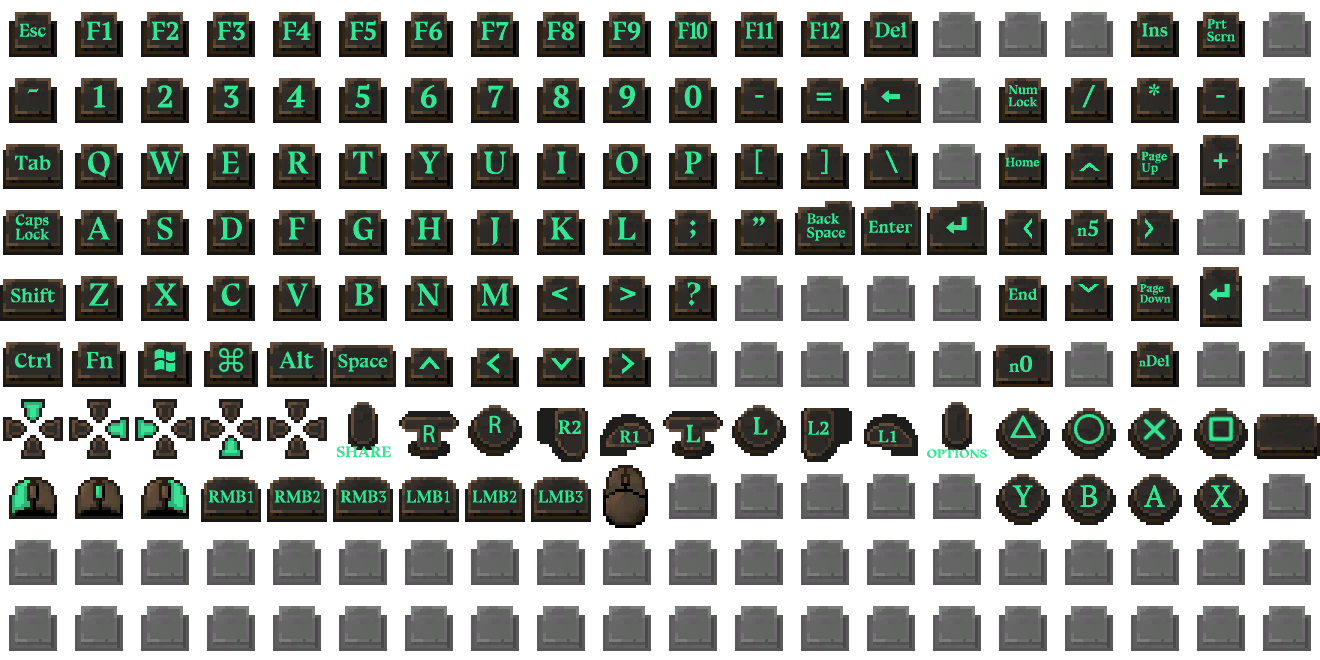 Esc F1 F2 F3 F4 F5 F6 F7 F8 F9 F10 F11 F12 Del Ins Prt Scrn
~ 1 2 3 4 5 6 7 8 9 0 - = ← Num Lock / * -
Tab Q W E R T Y U I O P [ ] \ Home ^ Page Up +
Caps Lock A S D F G H J K L ; ” Back Space Enter ↵ < n5 >
Shift Z X C V B N M < > ? End ⌄ Page Down ↵
Ctrl Fn ⌘ Alt Space ^ < ⌄ > n0 nDel
SHARE R R R2 R1 L L L2 L1 OPTIONS △ ○ ✕ □
RMB1 RMB2 RMB3 LMB1 LMB2 LMB3 Y B A X